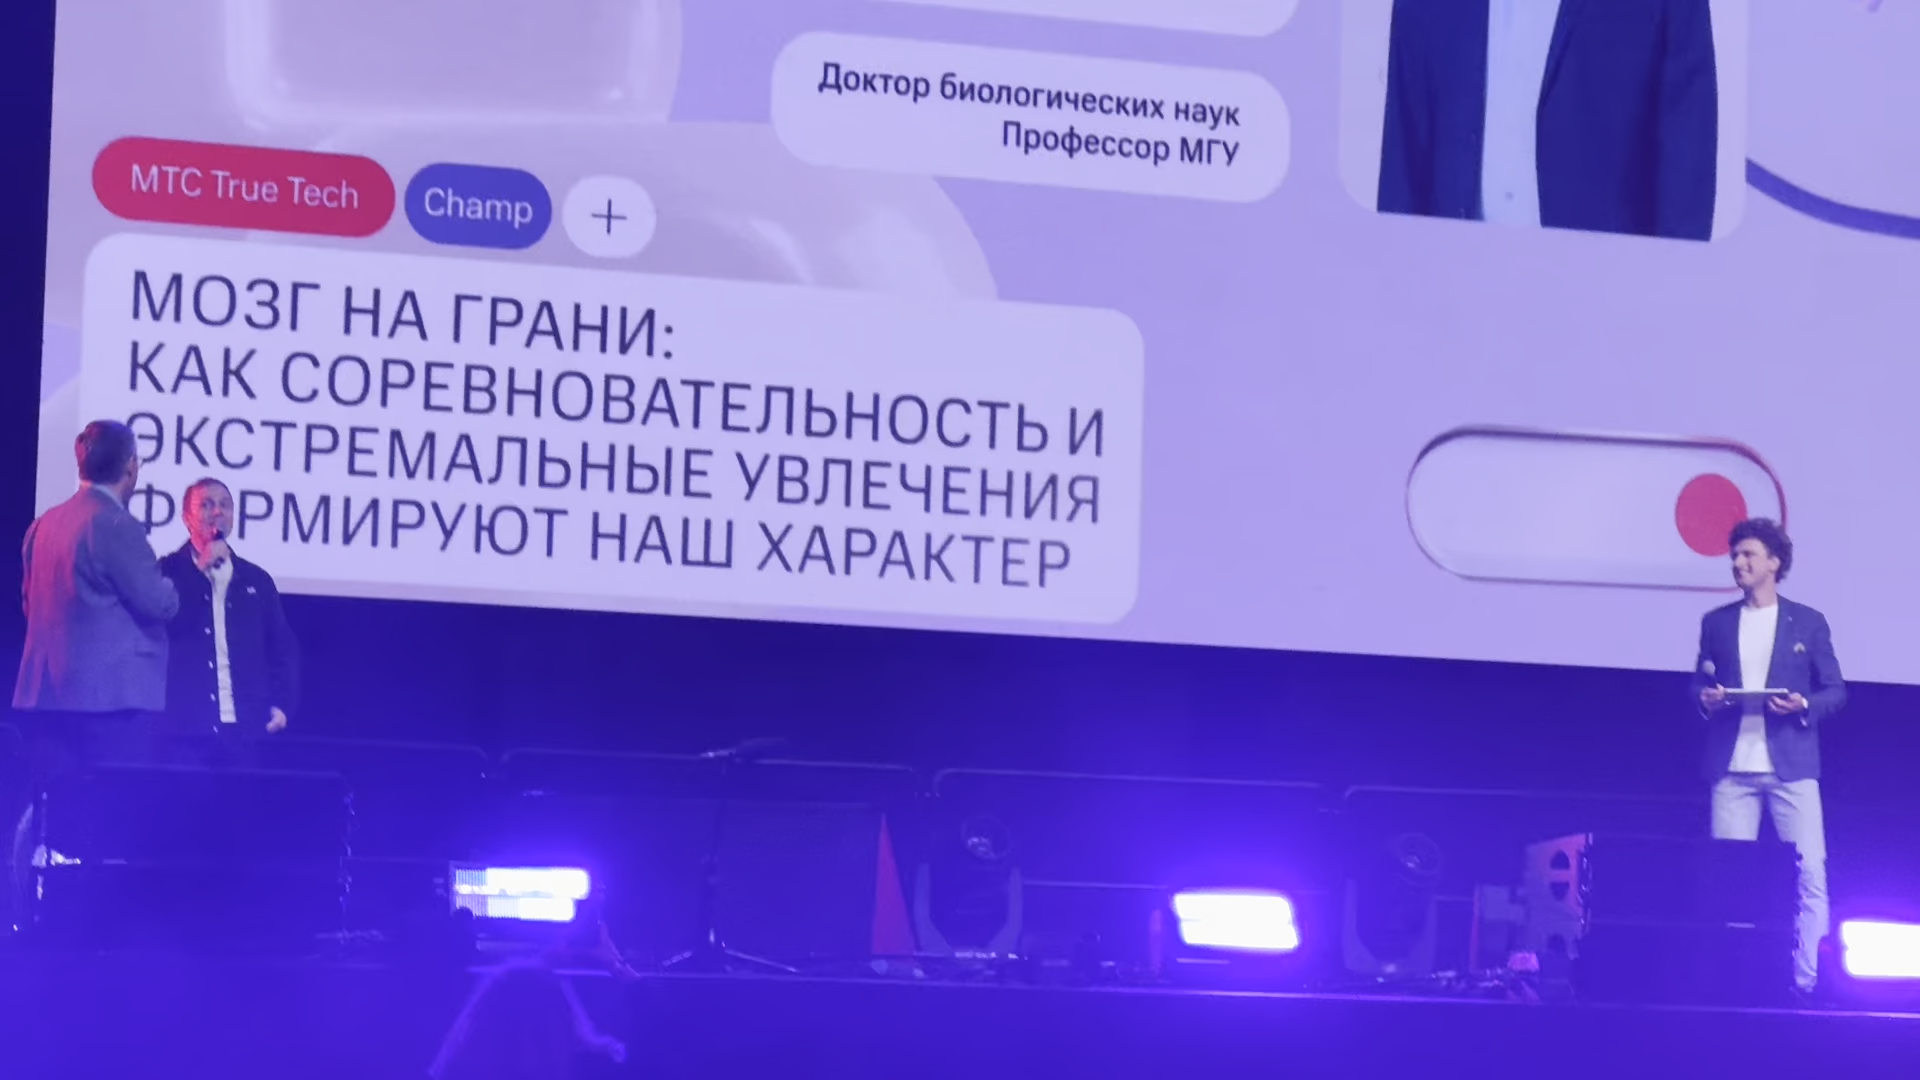 Доктор биологических наук
Профессор МГУ
МТС True Tech
Champ
+
МОЗГ НА ГРАНИ:
КАК СОРЕВНОВАТЕЛЬНОСТЬ И
ЭКСТРЕМАЛЬНЫЕ УВЛЕЧЕНИЯ
ФОРМИРУЮТ НАШ ХАРАКТЕР